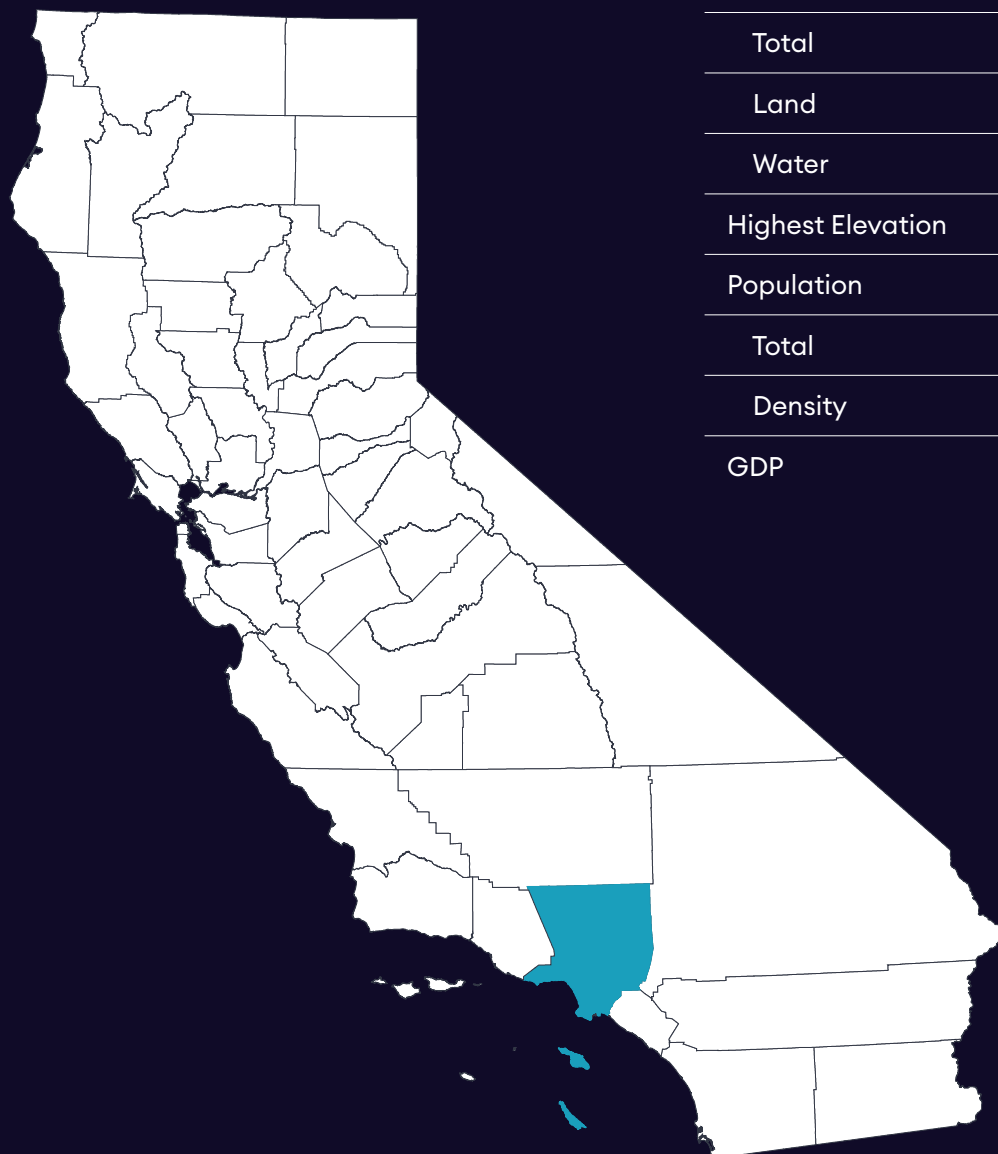 Total
Land
Water
Highest Elevation
Population
Total
Density
GDP